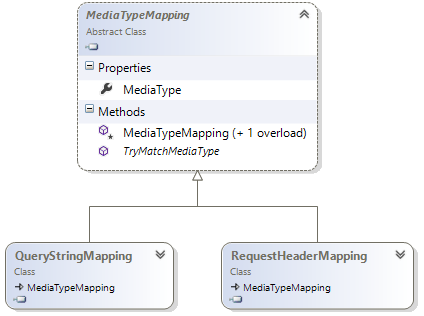 MediaTypeMapping
Abstract Class
Properties
MediaType
Methods
MediaTypeMapping (+ 1 overload)
TryMatchMediaType
QueryStringMapping
Class
MediaTypeMapping
RequestHeaderMapping
Class
MediaTypeMapping